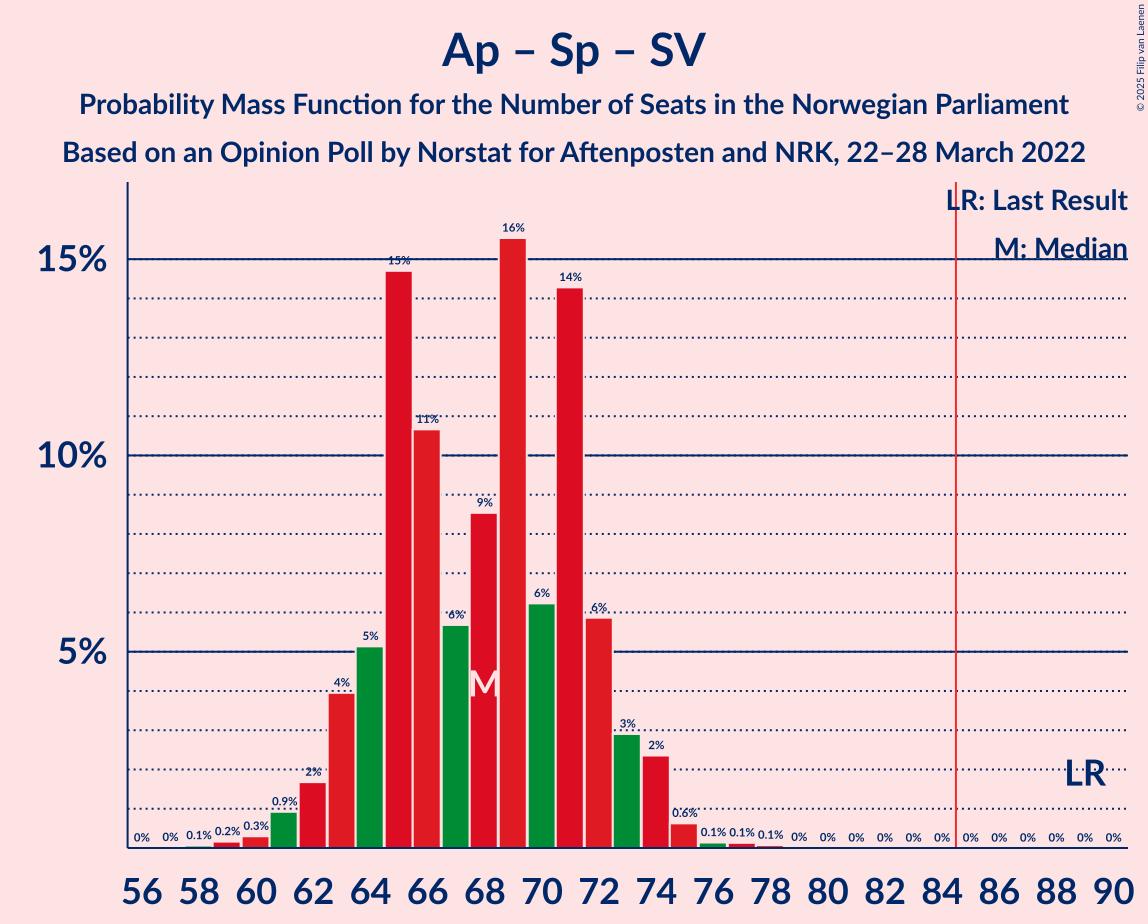 Ap – Sp – SV
Probability Mass Function for the Number of Seats in the Norwegian Parliament
Based on an Opinion Poll by Norstat for Aftenposten and NRK, 22–28 March 2022
© 2025 Filip van Laenen
LR: Last Result
M: Median
15%
10%
5%
0% 0% 0.1% 0.2% 0.3% 0.9% 2% 4% 5% 15% 11% 6% 9% 16% 6% 14% 6% 3% 2% 0.6% 0.1% 0.1% 0.1% 0% 0% 0% 0% 0% 0% 0% 0% 0% 0% 0% 0%
M
LR
56 58 60 62 64 66 68 70 72 74 76 78 80 82 84 86 88 90